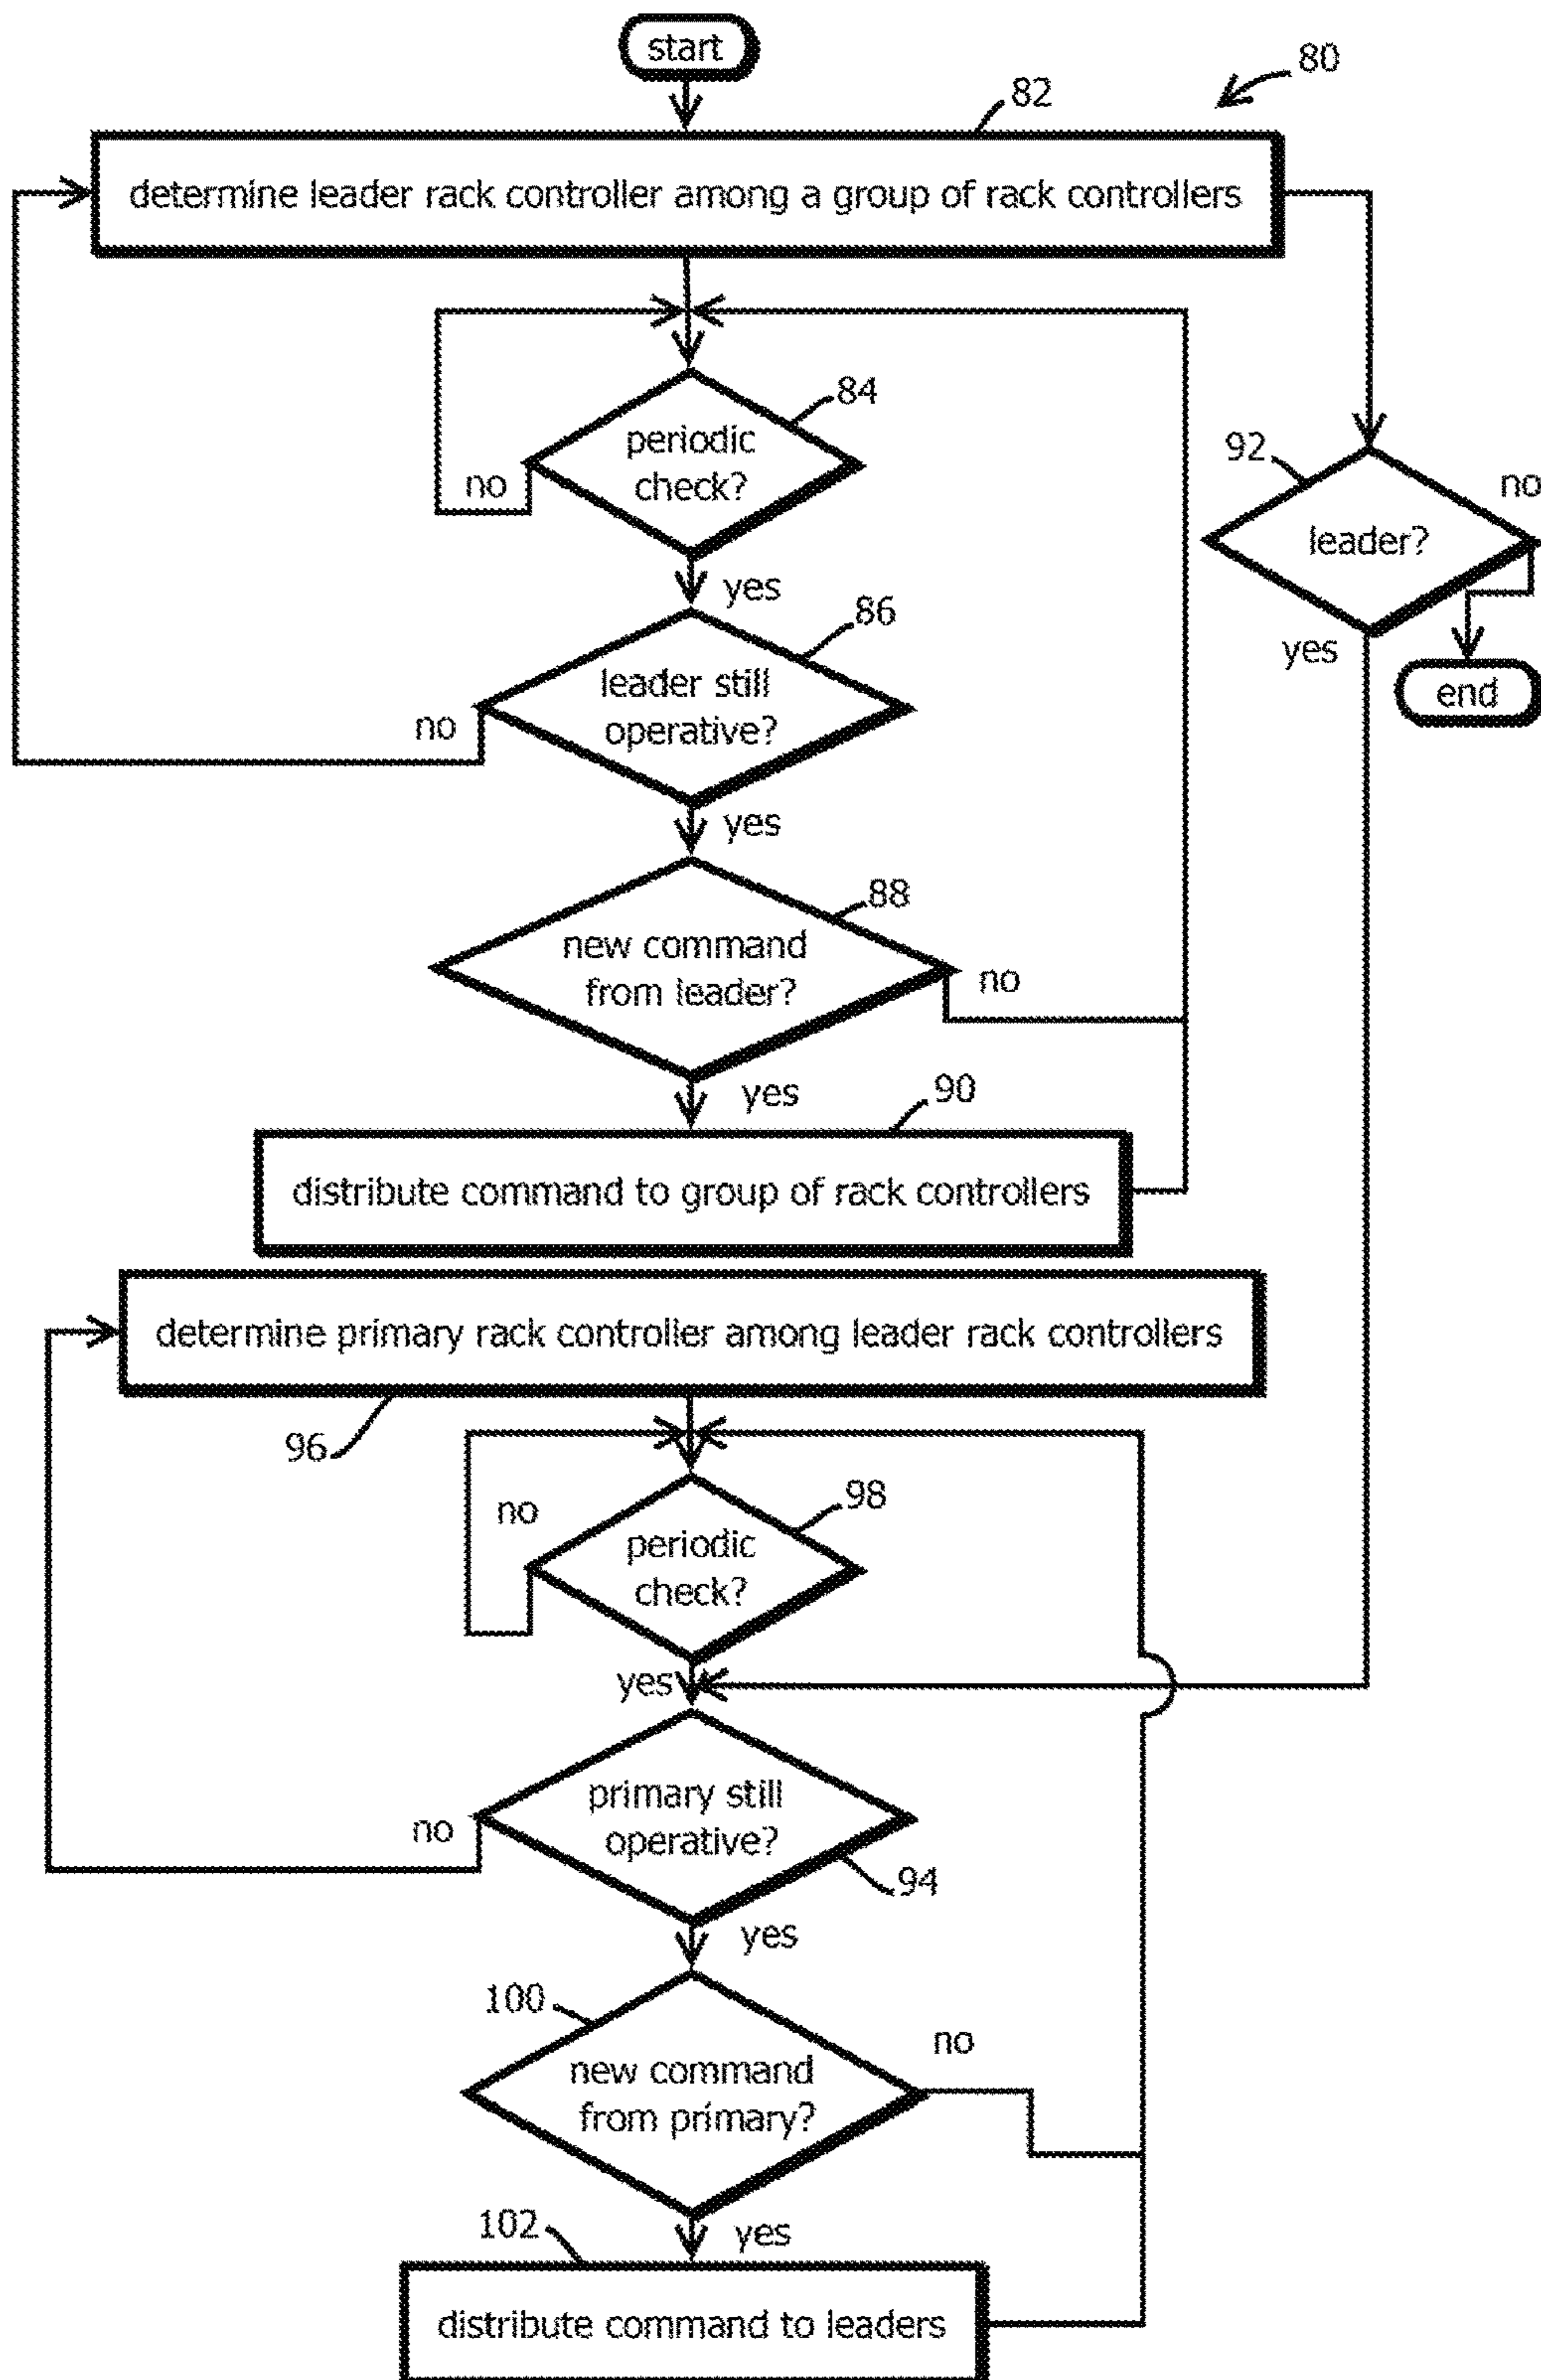 start
80
82
determine leader rack controller among a group of rack controllers
84
periodic
check?
no
92
no
leader?
yes
86
yes
end
leader still
operative?
no
yes
88
new command
from leader?
no
yes
90
distribute command to group of rack controllers
determine primary rack controller among leader rack controllers
96
98
no
periodic
check?
yes
primary still
operative?
no
94
yes
100
no
new command
from primary?
102
yes
distribute command to leaders